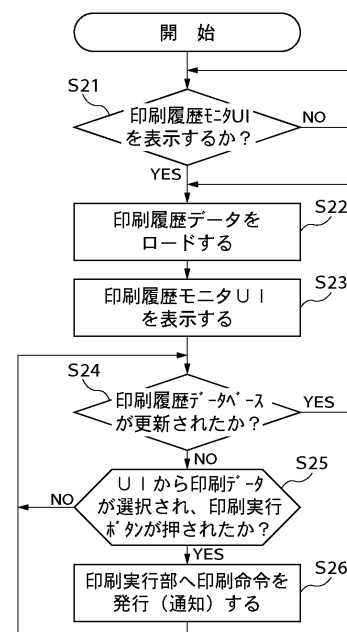 開 始
S21
印刷履歴ﾓﾆﾀUI
を表示するか？
NO
YES
印刷履歴データを
ロードする
S22
印刷履歴モニタＵＩ
を表示する
S23
S24
印刷履歴ﾃﾞｰﾀﾍﾞｰｽ
が更新されたか？
YES
NO
ＵＩから印刷ﾃﾞｰﾀ
が選択され、印刷実行
ﾎﾞﾀﾝが押されたか？
S25
NO
YES
印刷実行部へ印刷命令を
発行（通知）する
S26